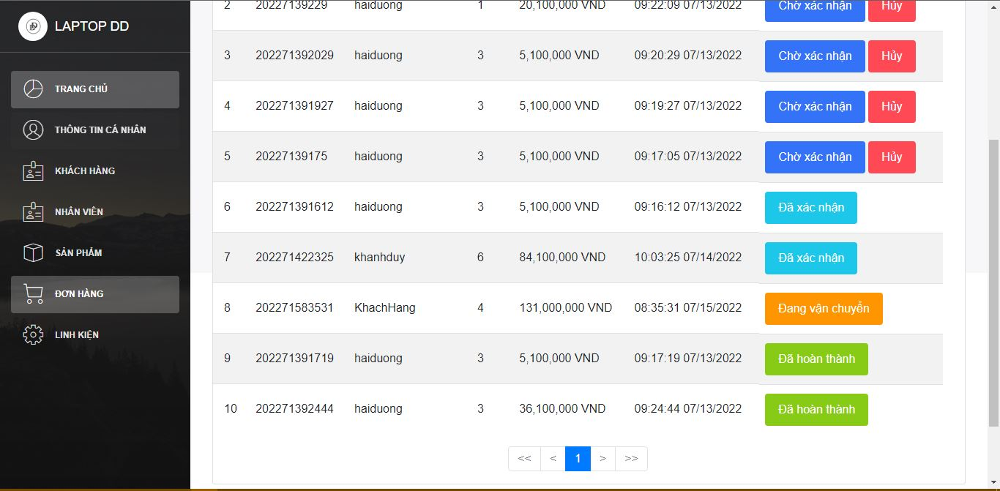 LAPTOP DD
TRANG CHỦ
THÔNG TIN CÁ NHÂN
KHÁCH HÀNG
NHÂN VIÊN
SẢN PHẨM
ĐƠN HÀNG
LINH KIỆN
2 20227139229 haiduong 1 20,100,000 VND 09:22:09 07/13/2022 Chờ xác nhận Hủy
3 202271392029 haiduong 3 5,100,000 VND 09:20:29 07/13/2022 Chờ xác nhận Hủy
4 202271391927 haiduong 3 5,100,000 VND 09:19:27 07/13/2022 Chờ xác nhận Hủy
5 20227139175 haiduong 3 5,100,000 VND 09:17:05 07/13/2022 Chờ xác nhận Hủy
6 202271391612 haiduong 3 5,100,000 VND 09:16:12 07/13/2022 Đã xác nhận
7 202271422325 khanhduy 6 84,100,000 VND 10:03:25 07/14/2022 Đã xác nhận
8 202271583531 KhachHang 4 131,000,000 VND 08:35:31 07/15/2022 Đang vận chuyển
9 202271391719 haiduong 3 5,100,000 VND 09:17:19 07/13/2022 Đã hoàn thành
10 202271392444 haiduong 3 36,100,000 VND 09:24:44 07/13/2022 Đã hoàn thành
<< < 1 > >>